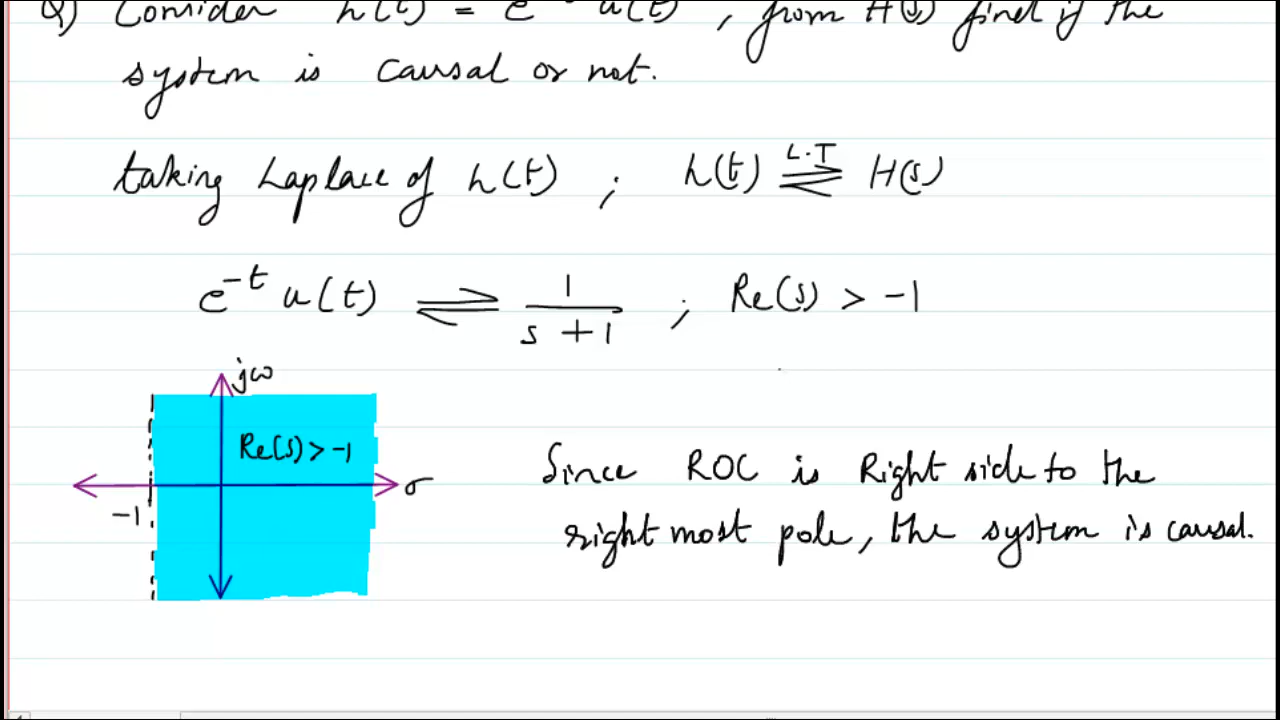 Q) Consider h(t) = e⁻ᵗ u(t) , from H(s) find if the
system is causal or not.
taking Laplace of h(t) ; h(t) L.T ⇌ H(s)
e⁻ᵗ u(t) ⇌ 1/(s+1) ; Re(s) > -1
jω
Re(s) > -1
σ
-1
Since ROC is Right side to the
right most pole, the system is causal.